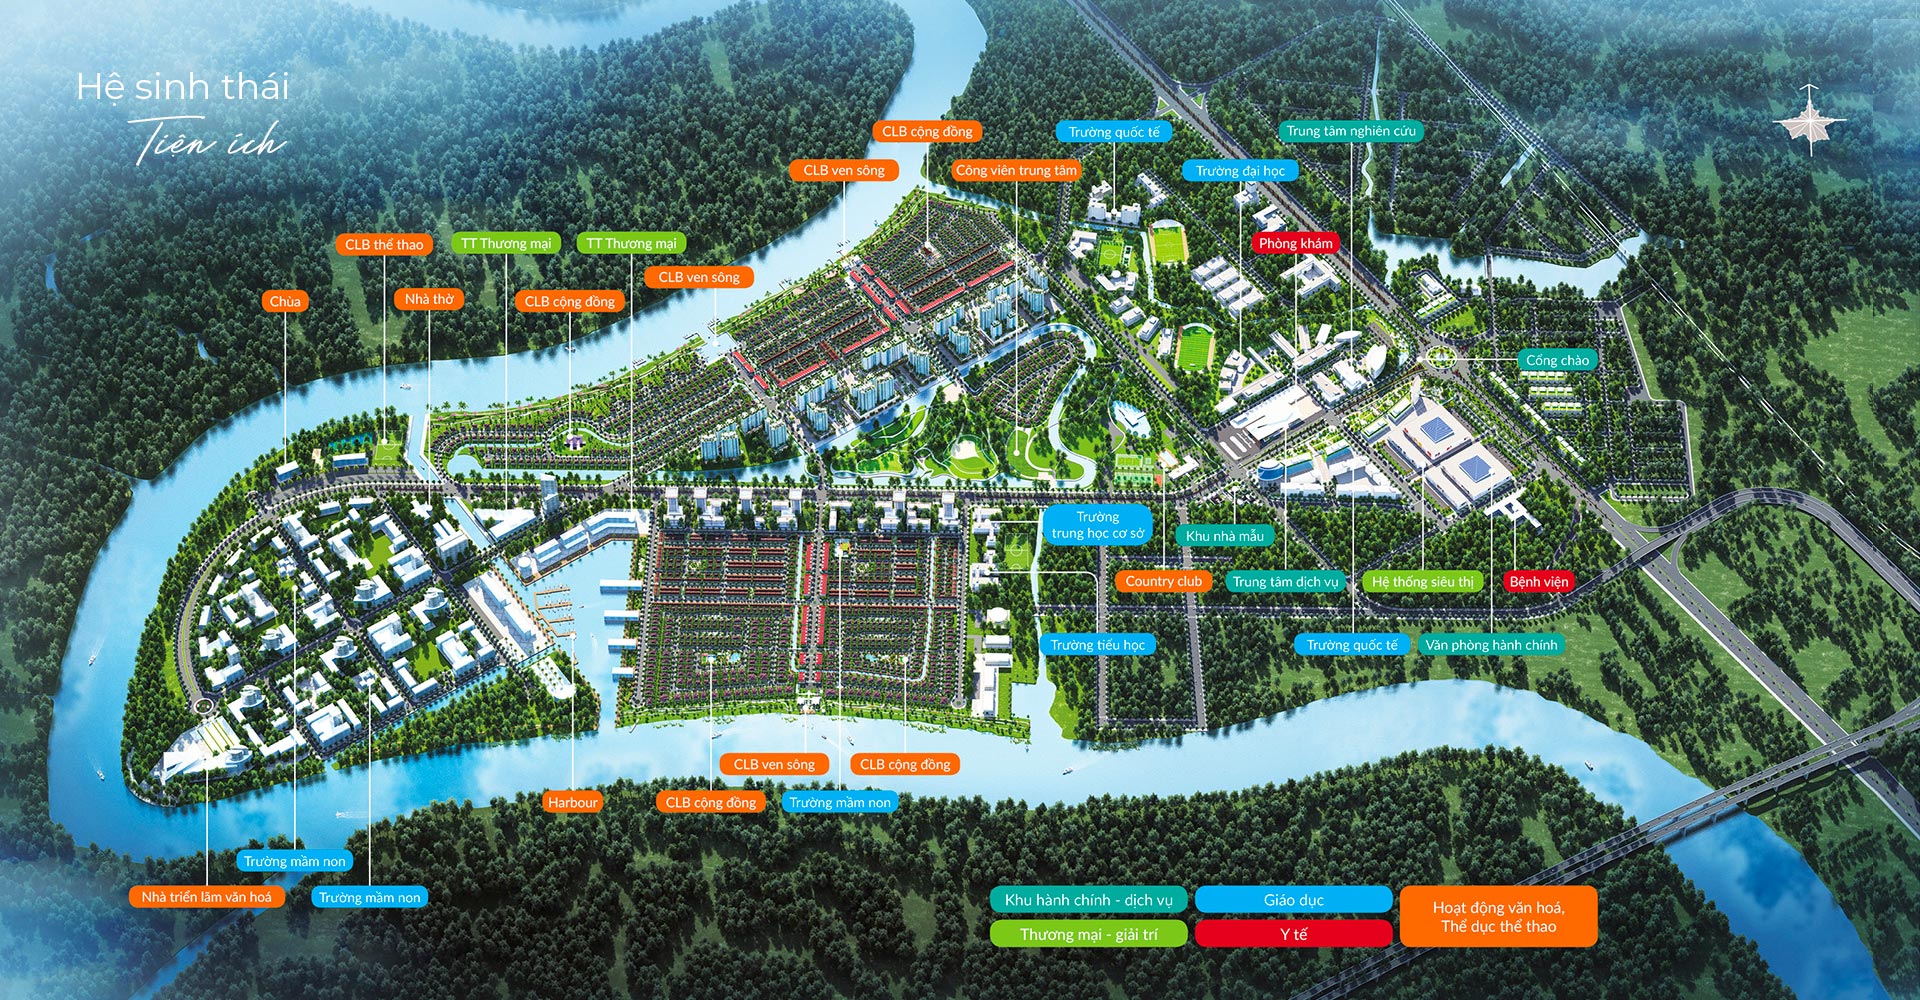 Hệ sinh thái
Tiện ích
CLB cộng đồng
Trường quốc tế
Trung tâm nghiên cứu
CLB ven sông
Công viên trung tâm
Trường đại học
CLB thể thao
TT Thương mại
TT Thương mại
Phòng khám
CLB ven sông
Chùa
Nhà thờ
CLB cộng đồng
Cổng chào
Trường
trung học cơ sở
Khu nhà mẫu
Country club
Trung tâm dịch vụ
Hệ thống siêu thị
Bệnh viện
Trường tiểu học
Trường quốc tế
Văn phòng hành chính
CLB ven sông
CLB cộng đồng
Harbour
CLB cộng đồng
Trường mầm non
Trường mầm non
Nhà triển lãm văn hoá
Trường mầm non
Khu hành chính - dịch vụ
Giáo dục
Hoạt động văn hoá,
Thể dục thể thao
Thương mại - giải trí
Y tế